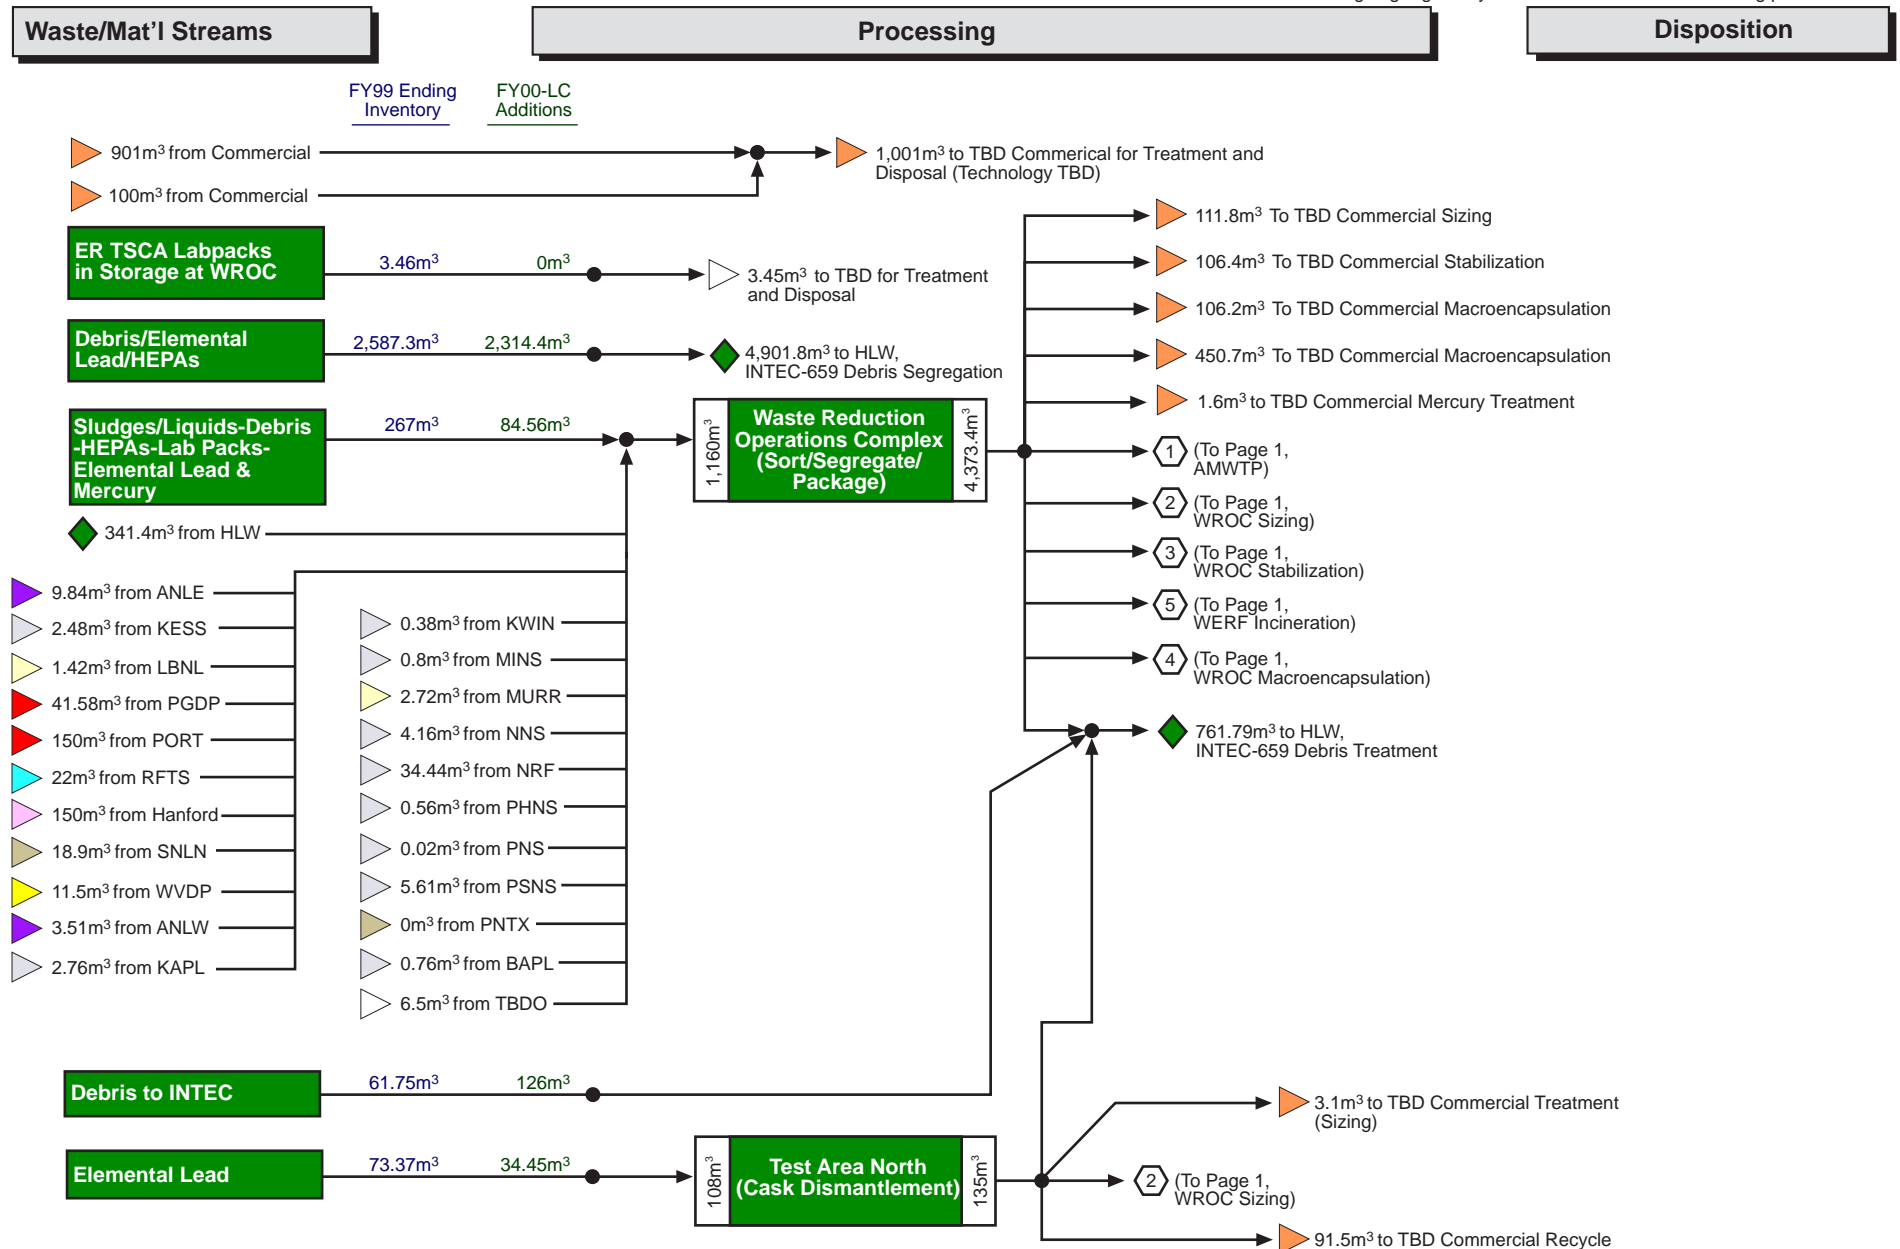 Waste/Mat'l Streams
Processing
Disposition
FY99 Ending
Inventory
FY00-LC
Additions
901m³ from Commercial
100m³ from Commercial
1,001m³ to TBD Commerical for Treatment and
Disposal (Technology TBD)
ER TSCA Labpacks
in Storage at WROC
3.46m³
0m³
3.45m³ to TBD for Treatment
and Disposal
Debris/Elemental
Lead/HEPAs
2,587.3m³
2,314.4m³
4,901.8m³ to HLW,
INTEC-659 Debris Segregation
Sludges/Liquids-Debris
-HEPAs-Lab Packs-
Elemental Lead &
Mercury
267m³
84.56m³
1,160m³
Waste Reduction
Operations Complex
(Sort/Segregate/
Package)
4,373.4m³
111.8m³ To TBD Commercial Sizing
106.4m³ To TBD Commercial Stabilization
106.2m³ To TBD Commercial Macroencapsulation
450.7m³ To TBD Commercial Macroencapsulation
1.6m³ to TBD Commercial Mercury Treatment
1 (To Page 1,
AMWTP)
2 (To Page 1,
WROC Sizing)
3 (To Page 1,
WROC Stabilization)
5 (To Page 1,
WERF Incineration)
4 (To Page 1,
WROC Macroencapsulation)
761.79m³ to HLW,
INTEC-659 Debris Treatment
341.4m³ from HLW
9.84m³ from ANLE
2.48m³ from KESS
1.42m³ from LBNL
41.58m³ from PGDP
150m³ from PORT
22m³ from RFTS
150m³ from Hanford
18.9m³ from SNLN
11.5m³ from WVDP
3.51m³ from ANLW
2.76m³ from KAPL
0.38m³ from KWIN
0.8m³ from MINS
2.72m³ from MURR
4.16m³ from NNS
34.44m³ from NRF
0.56m³ from PHNS
0.02m³ from PNS
5.61m³ from PSNS
0m³ from PNTX
0.76m³ from BAPL
6.5m³ from TBDO
Debris to INTEC
61.75m³
126m³
Elemental Lead
73.37m³
34.45m³
108m³
Test Area North
(Cask Dismantlement)
135m³
3.1m³ to TBD Commercial Treatment
(Sizing)
2 (To Page 1,
WROC Sizing)
91.5m³ to TBD Commercial Recycle